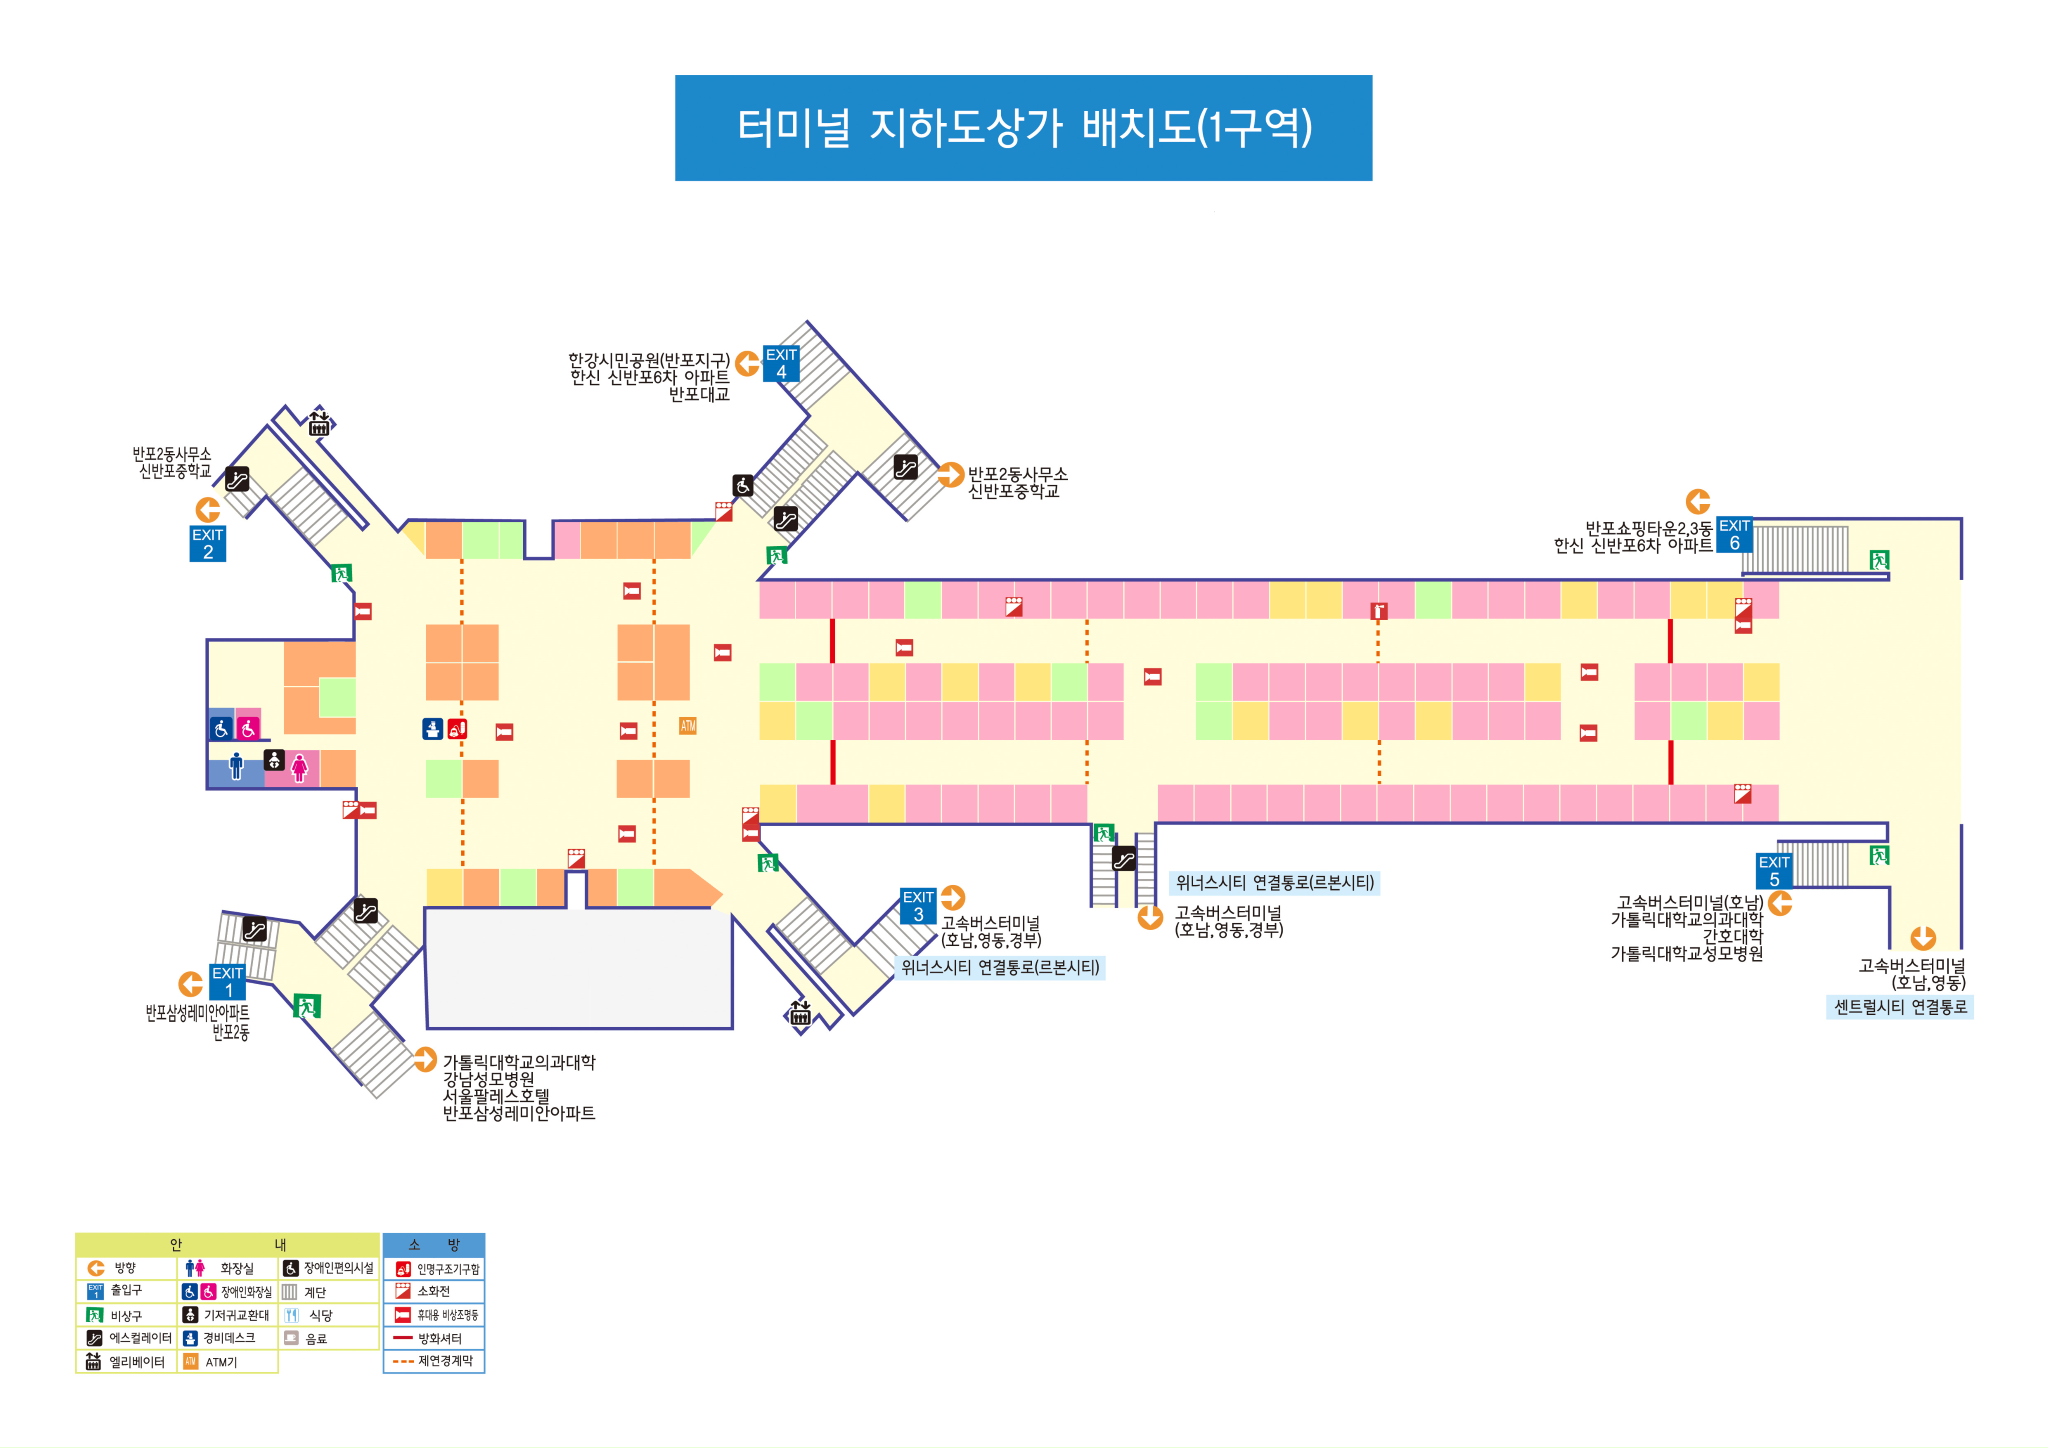 터미널 지하도상가 배치도(1구역)
한강시민공원(반포지구)
한신 신반포6차 아파트
반포대교
EXIT
4
반포2동사무소
신반포중학교
EXIT
2
반포2동사무소
신반포중학교
반포쇼핑타운2,3동
한신 신반포6차 아파트
EXIT
6
ATM
EXIT
3
고속버스터미널
(호남,영동,경부)
위너스시티 연결통로(르본시티)
위너스시티 연결통로(르본시티)
고속버스터미널
(호남,영동,경부)
EXIT
5
고속버스터미널(호남)
가톨릭대학교의과대학
간호대학
가톨릭대학교성모병원
고속버스터미널
(호남,영동)
센트럴시티 연결통로
EXIT
1
반포삼성레미안아파트
반포2동
가톨릭대학교의과대학
강남성모병원
서울팔레스호텔
반포삼성레미안아파트
안 내
방향
화장실
장애인편의시설
EXIT
1
출입구
장애인화장실
계단
비상구
기저귀교환대
식당
에스컬레이터
경비데스크
음료
엘리베이터
ATM
ATM기
소 방
인명구조기구함
소화전
휴대용 비상조명등
방화셔터
제연경계막